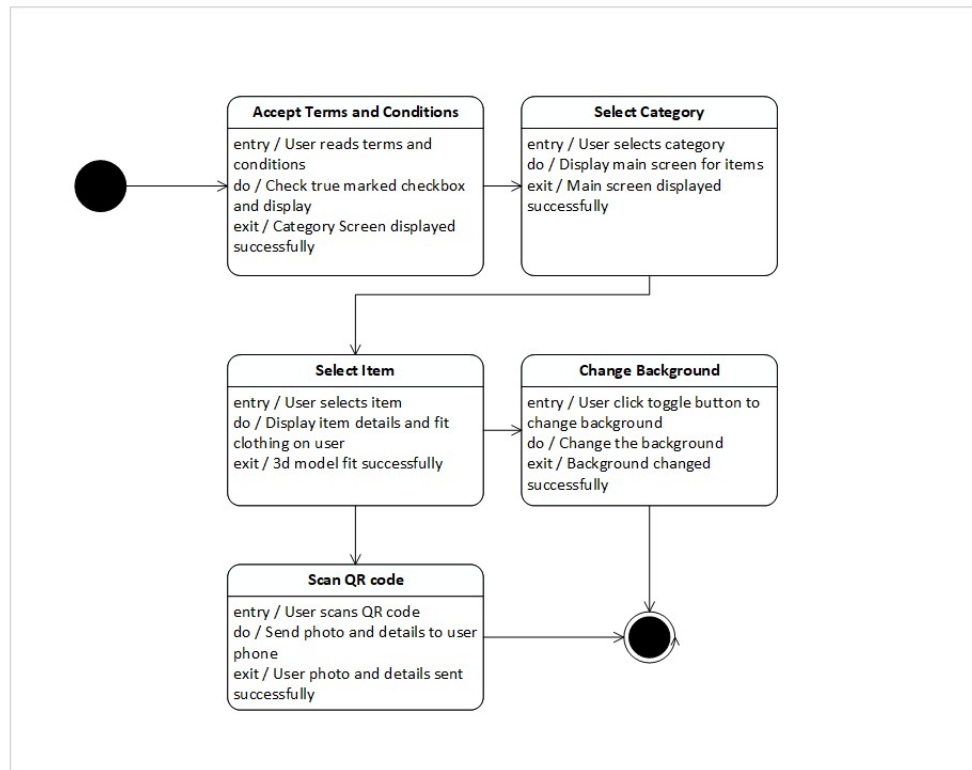 Accept Terms and Conditions
entry / User reads terms and
conditions
do / Check true marked checkbox
and display
exit / Category Screen displayed
successfully
Select Category
entry / User selects category
do / Display main screen for items
exit / Main screen displayed
successfully
Select Item
entry / User selects item
do / Display item details and fit
clothing on user
exit / 3d model fit successfully
Change Background
entry / User click toggle button to
change background
do / Change the background
exit / Background changed
successfully
Scan QR code
entry / User scans QR code
do / Send photo and details to user
phone
exit / User photo and details sent
successfully